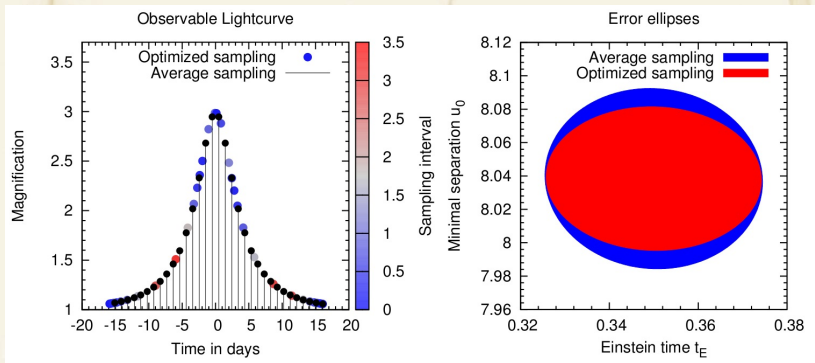 Observable Lightcurve
Optimized sampling
Average sampling
Magnification
3.5
3
2.5
2
1.5
1
-20 -15 -10 -5 0 5 10 15 20
Time in days
3.5
3
2.5
2
1.5
1
0.5
0
Sampling interval
Error ellipses
Average sampling
Optimized sampling
Minimal separation u0
8.12
8.1
8.08
8.06
8.04
8.02
8
7.98
7.96
0.32 0.34 0.36 0.38
Einstein time tE